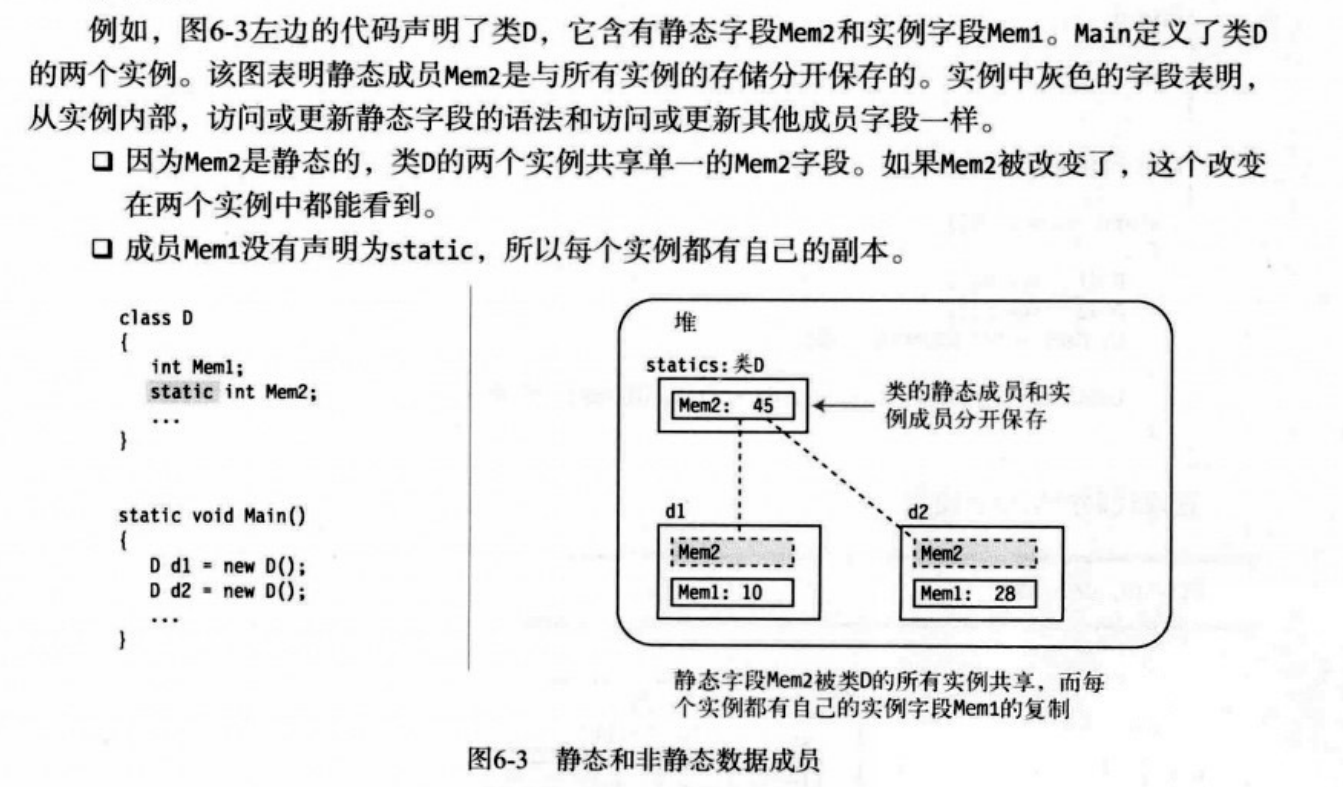 例如，图6-3左边的代码声明了类D，它含有静态字段Mem2和实例字段Mem1。Main定义了类D
的两个实例。该图表明静态成员Mem2是与所有实例的存储分开保存的。实例中灰色的字段表明，
从实例内部，访问或更新静态字段的语法和访问或更新其他成员字段一样。
❑ 因为Mem2是静态的，类D的两个实例共享单一的Mem2字段。如果Mem2被改变了，这个改变
在两个实例中都能看到。
❑ 成员Mem1没有声明为static，所以每个实例都有自己的副本。
class D
{
int Mem1;
static int Mem2;
...
}
static void Main()
{
D d1 = new D();
D d2 = new D();
...
}
堆
statics:类D
Mem2: 45
类的静态成员和实
例成员分开保存
d1
Mem2
Mem1: 10
d2
Mem2
Mem1: 28
静态字段Mem2被类D的所有实例共享，而每
个实例都有自己的实例字段Mem1的复制
图6-3 静态和非静态数据成员